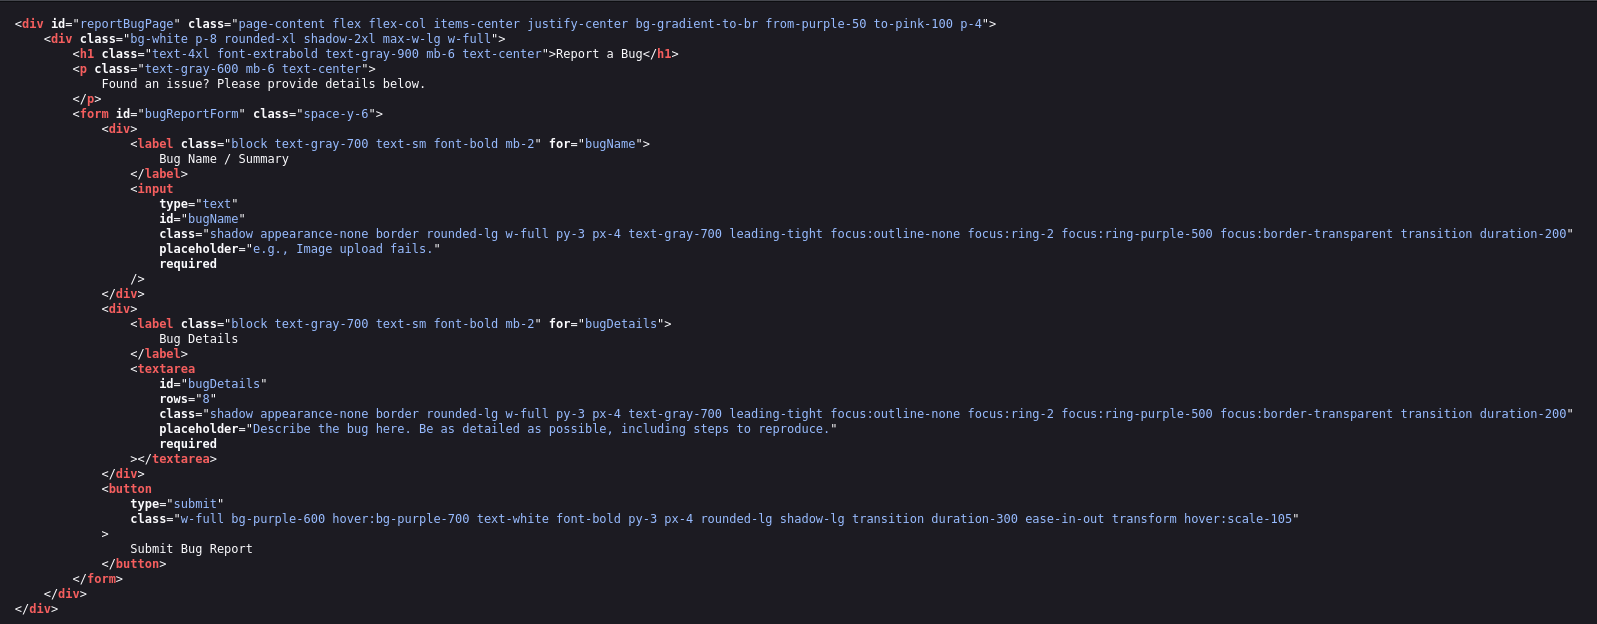 <div id="reportBugPage" class="page-content flex flex-col items-center justify-center bg-gradient-to-br from-purple-50 to-pink-100 p-4">
    <div class="bg-white p-8 rounded-xl shadow-2xl max-w-lg w-full">
        <h1 class="text-4xl font-extrabold text-gray-900 mb-6 text-center">Report a Bug</h1>
        <p class="text-gray-600 mb-6 text-center">
            Found an issue? Please provide details below.
        </p>
        <form id="bugReportForm" class="space-y-6">
            <div>
                <label class="block text-gray-700 text-sm font-bold mb-2" for="bugName">
                    Bug Name / Summary
                </label>
                <input
                    type="text"
                    id="bugName"
                    class="shadow appearance-none border rounded-lg w-full py-3 px-4 text-gray-700 leading-tight focus:outline-none focus:ring-2 focus:ring-purple-500 focus:border-transparent transition duration-200"
                    placeholder="e.g., Image upload fails."
                    required
                />
            </div>
            <div>
                <label class="block text-gray-700 text-sm font-bold mb-2" for="bugDetails">
                    Bug Details
                </label>
                <textarea
                    id="bugDetails"
                    rows="8"
                    class="shadow appearance-none border rounded-lg w-full py-3 px-4 text-gray-700 leading-tight focus:outline-none focus:ring-2 focus:ring-purple-500 focus:border-transparent transition duration-200"
                    placeholder="Describe the bug here. Be as detailed as possible, including steps to reproduce."
                    required
                ></textarea>
            </div>
            <button
                type="submit"
                class="w-full bg-purple-600 hover:bg-purple-700 text-white font-bold py-3 px-4 rounded-lg shadow-lg transition duration-300 ease-in-out transform hover:scale-105"
            >
                Submit Bug Report
            </button>
        </form>
    </div>
</div>